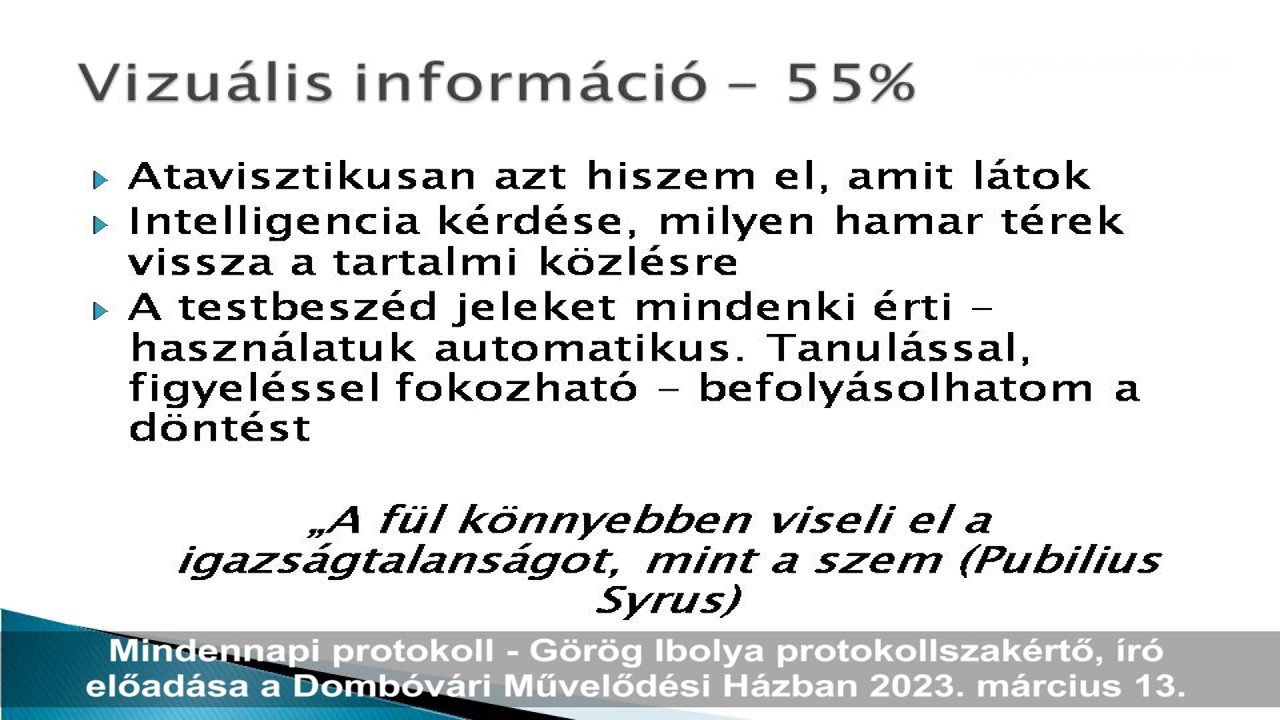 Vizuális információ – 55%
Atavisztikusan azt hiszem el, amit látok
Intelligencia kérdése, milyen hamar térek
vissza a tartalmi közlésre
A testbeszéd jeleket mindenki érti –
használatuk automatikus. Tanulással,
figyeléssel fokozható – befolyásolhatom a
döntést
„A fül könnyebben viseli el a
igazságtalanságot, mint a szem (Pubilius
Syrus)
Mindennapi protokoll - Görög Ibolya protokollszakértő, író
előadása a Dombóvári Művelődési Házban 2023. március 13.